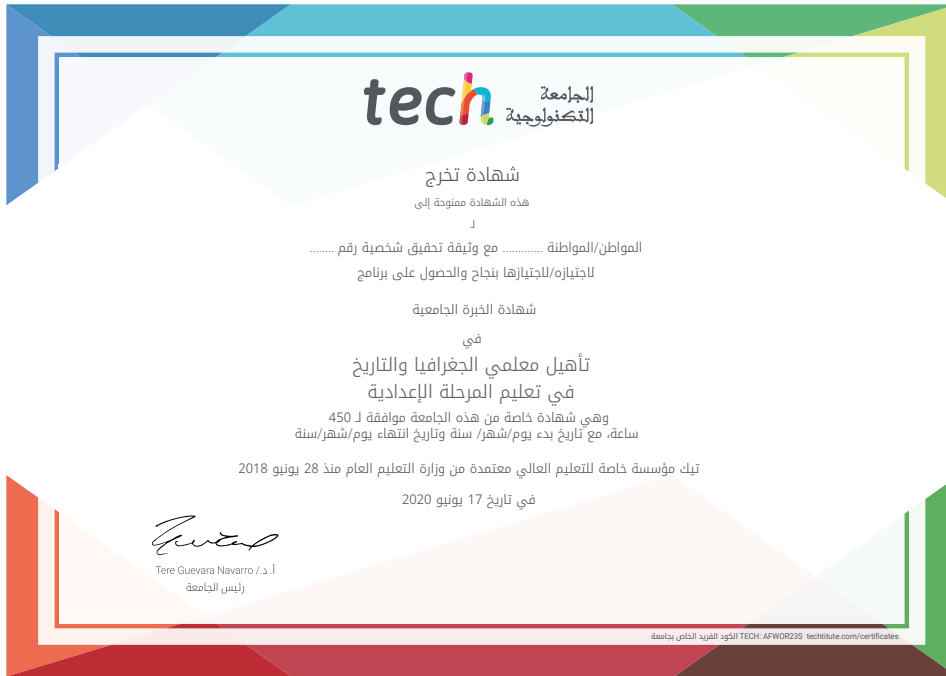 tech الجامعة
التكنولوجية
شهادة تخرج
هذه الشهادة ممنوحة إلى
لـ
المواطن/المواطنة ............. مع وثيقة تحقيق شخصية رقم ........
لاجتيازه/لاجتيازها بنجاح والحصول على برنامج
شهادة الخبرة الجامعية
في
تأهيل معلمي الجغرافيا والتاريخ
في تعليم المرحلة الإعدادية
وهي شهادة خاصة من هذه الجامعة موافقة لـ 450
ساعة، مع تاريخ بدء يوم/شهر/ سنة وتاريخ انتهاء يوم/شهر/سنة
تيك مؤسسة خاصة للتعليم العالي معتمدة من وزارة التعليم العام منذ 28 يونيو 2018
في تاريخ 17 يونيو 2020
أ. د./ Tere Guevara Navarro
رئيس الجامعة
الكود الفريد الخاص بجامعة TECH: AFWOR23S techtitute.com/certificates